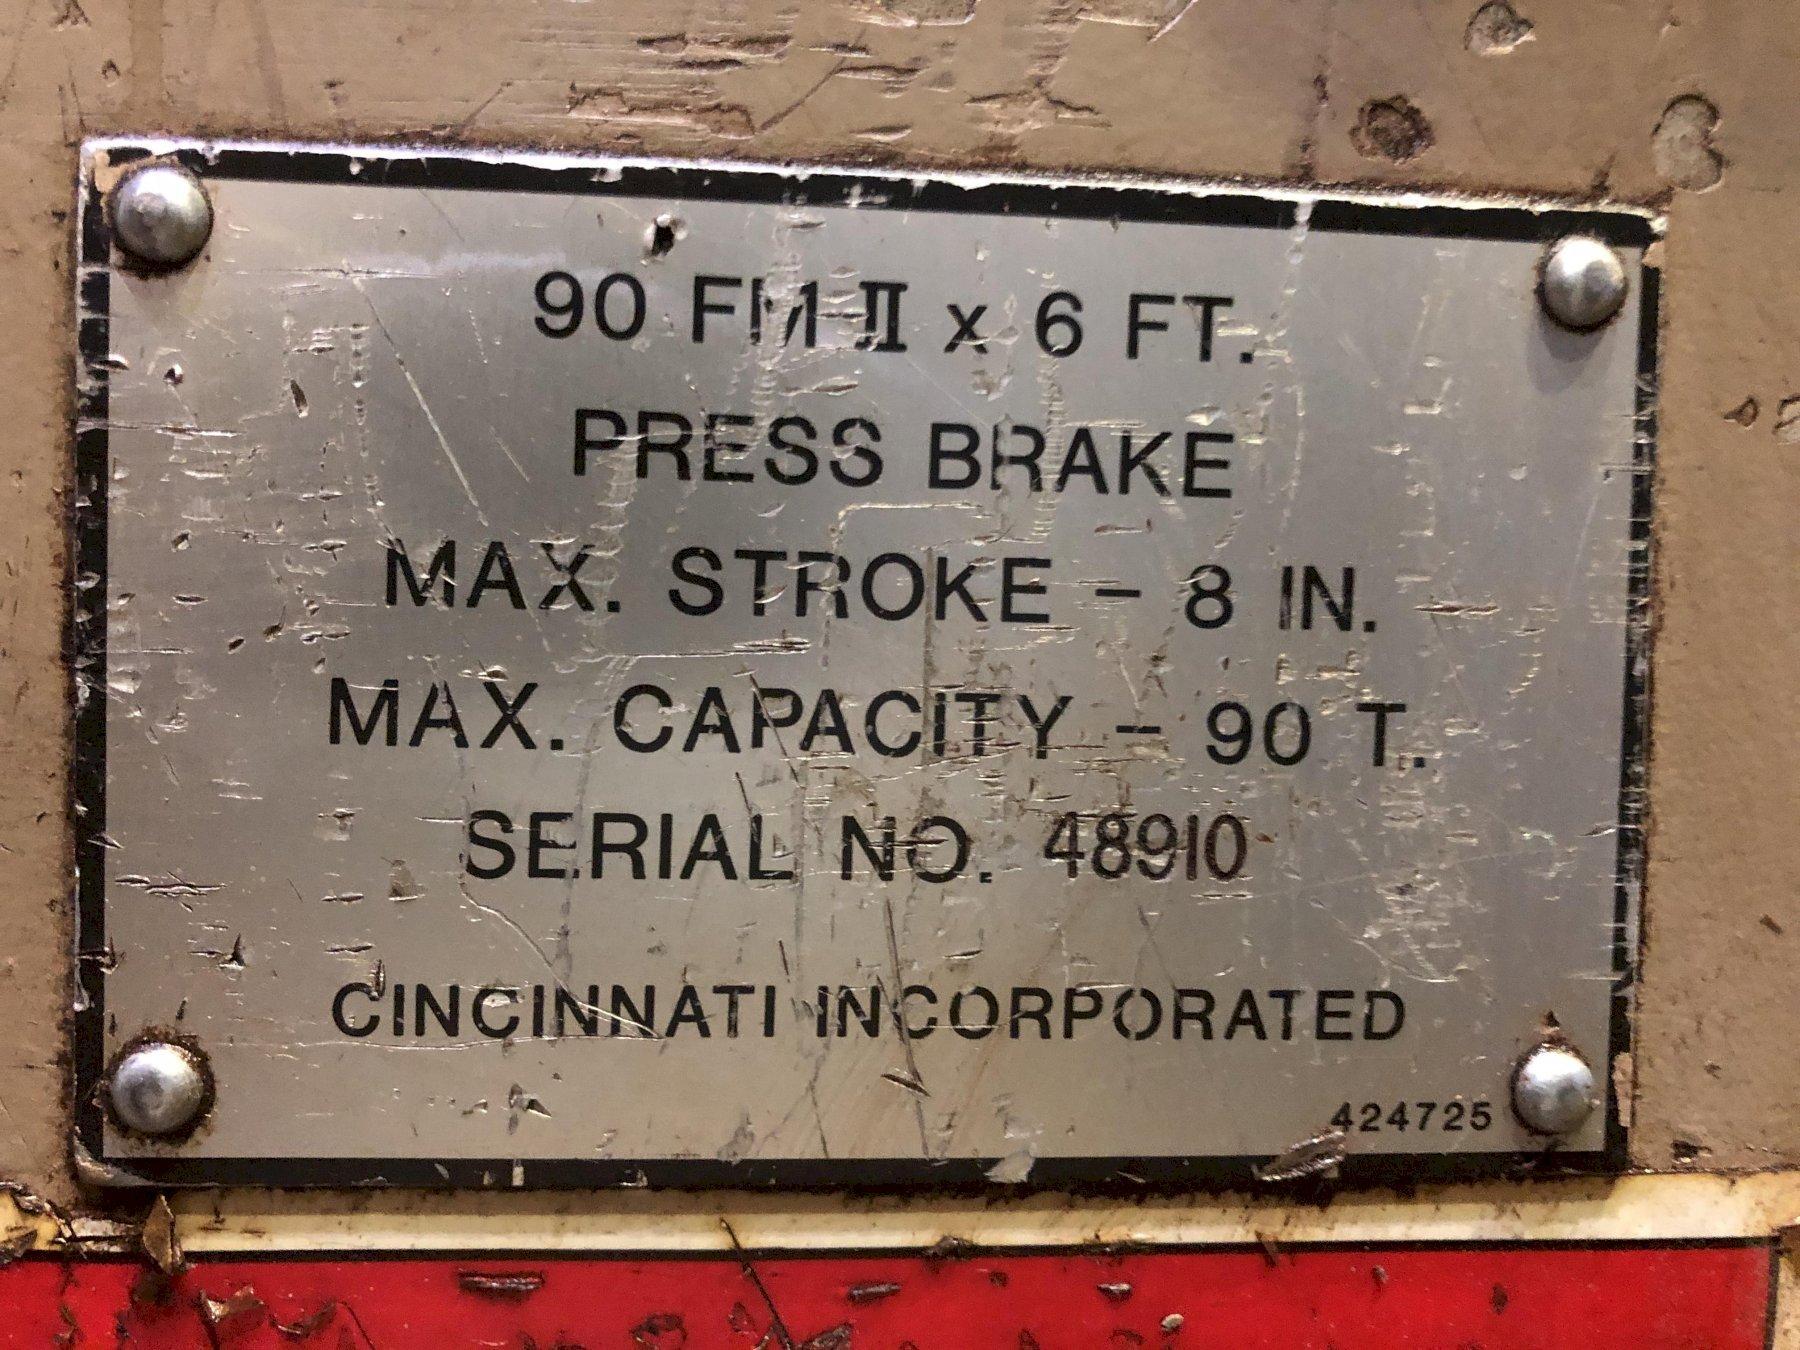 90 FM II x 6 FT.
PRESS BRAKE
MAX. STROKE - 8 IN.
MAX. CAPACITY - 90 T.
SERIAL NO. 48910
CINCINNATI INCORPORATED
424725